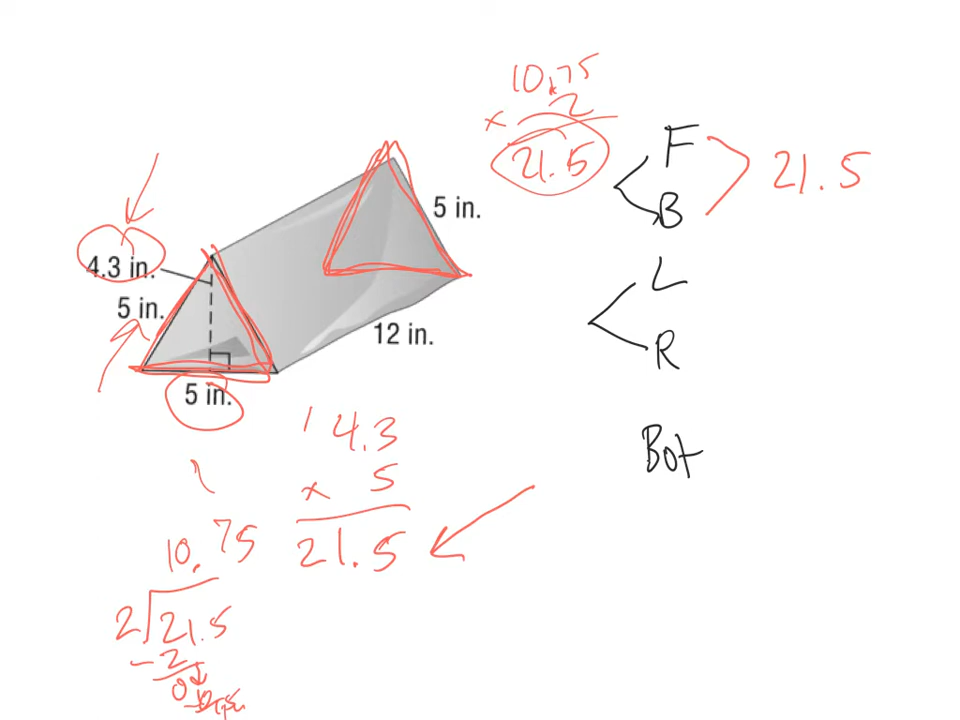 10.75
x 2
21.5
F
B
21.5
5 in.
4.3 in.
5 in.
L
R
12 in.
5 in.
Bot
1 4.3
x 5
21.5
10.75
2 21.5
-2
0